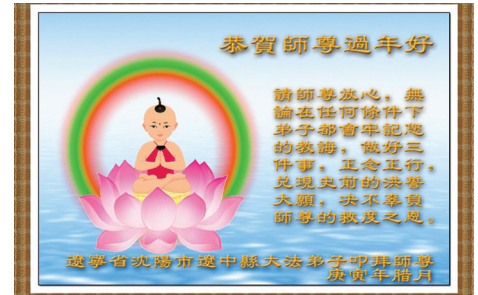 恭賀師尊過年好
請師尊放心，無
論在任何條件下
弟子都會牢記您
的教誨，做好三
件事，正念正行，
兌現史前的洪誓
大願，決不辜負
師尊的救度之恩。
遼寧省沈陽市遼中縣大法弟子叩拜師尊
庚寅年腊月